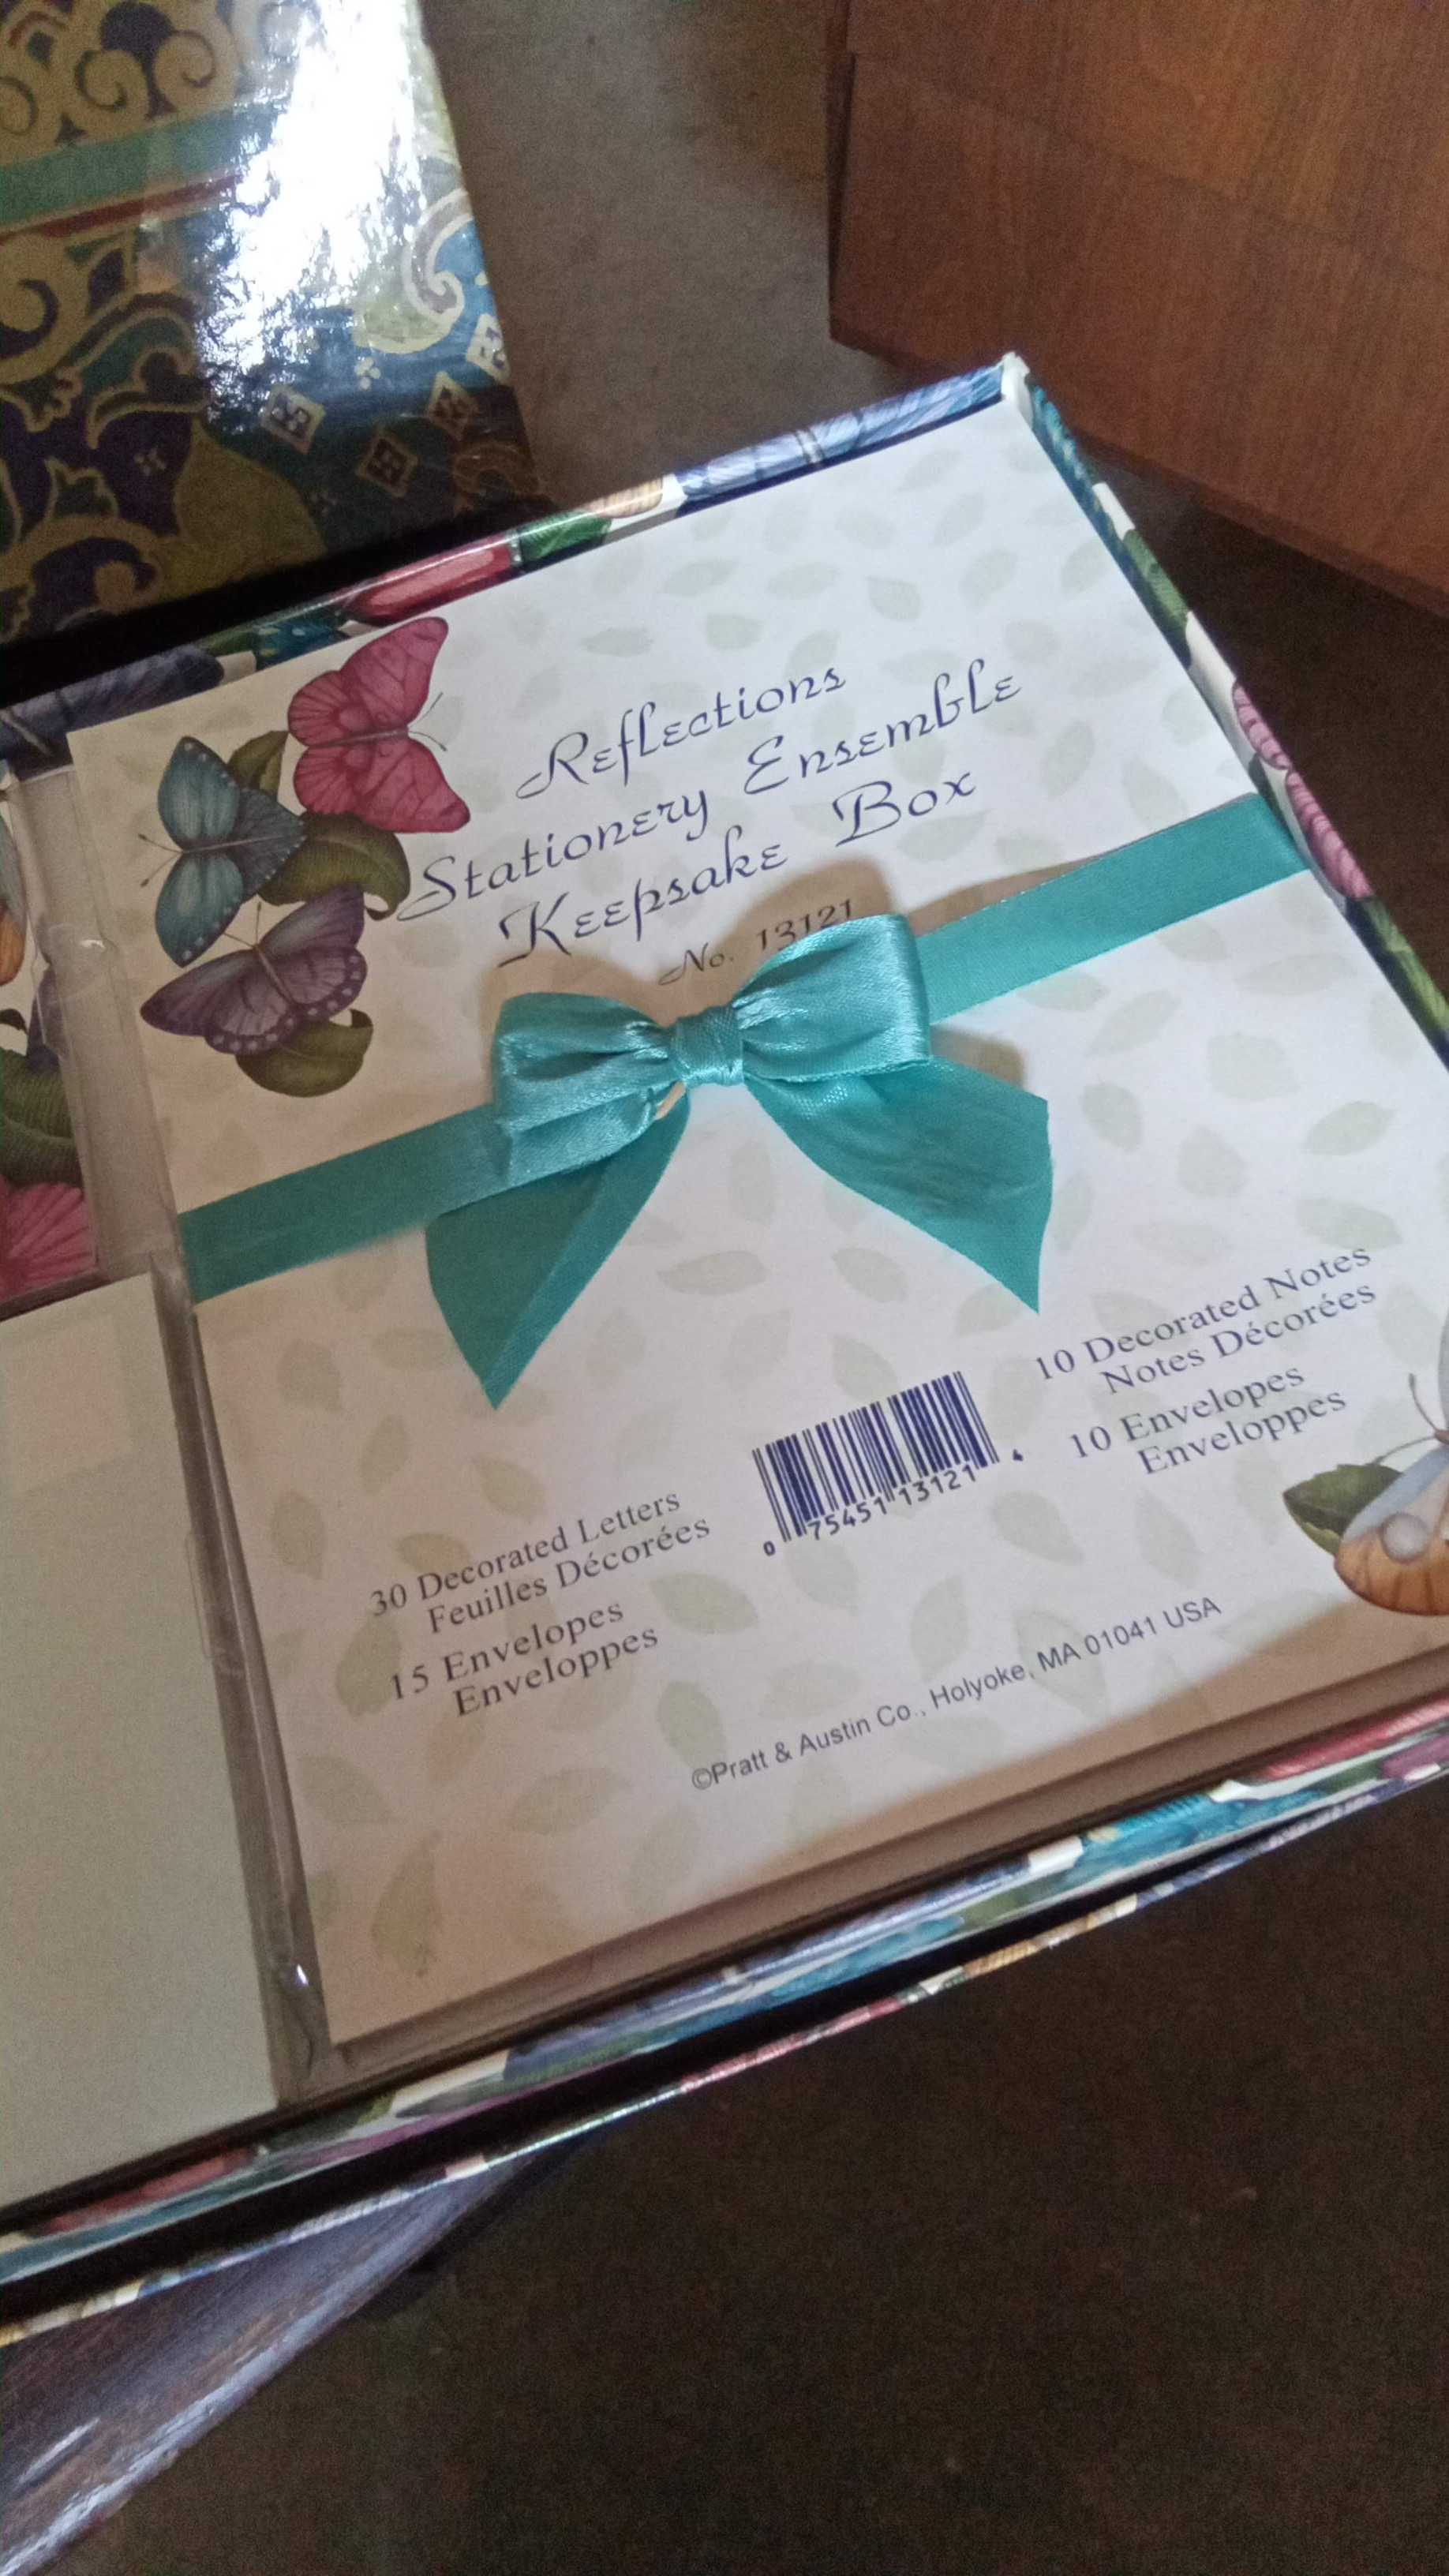 Reflections
Stationery Ensemble
Keepsake Box
No. 13121
10 Decorated Notes
Notes Décorées
10 Envelopes
Enveloppes
0 75451 13121 4
30 Decorated Letters
Feuilles Décorées
15 Envelopes
Enveloppes
©Pratt & Austin Co., Holyoke, MA 01041 USA